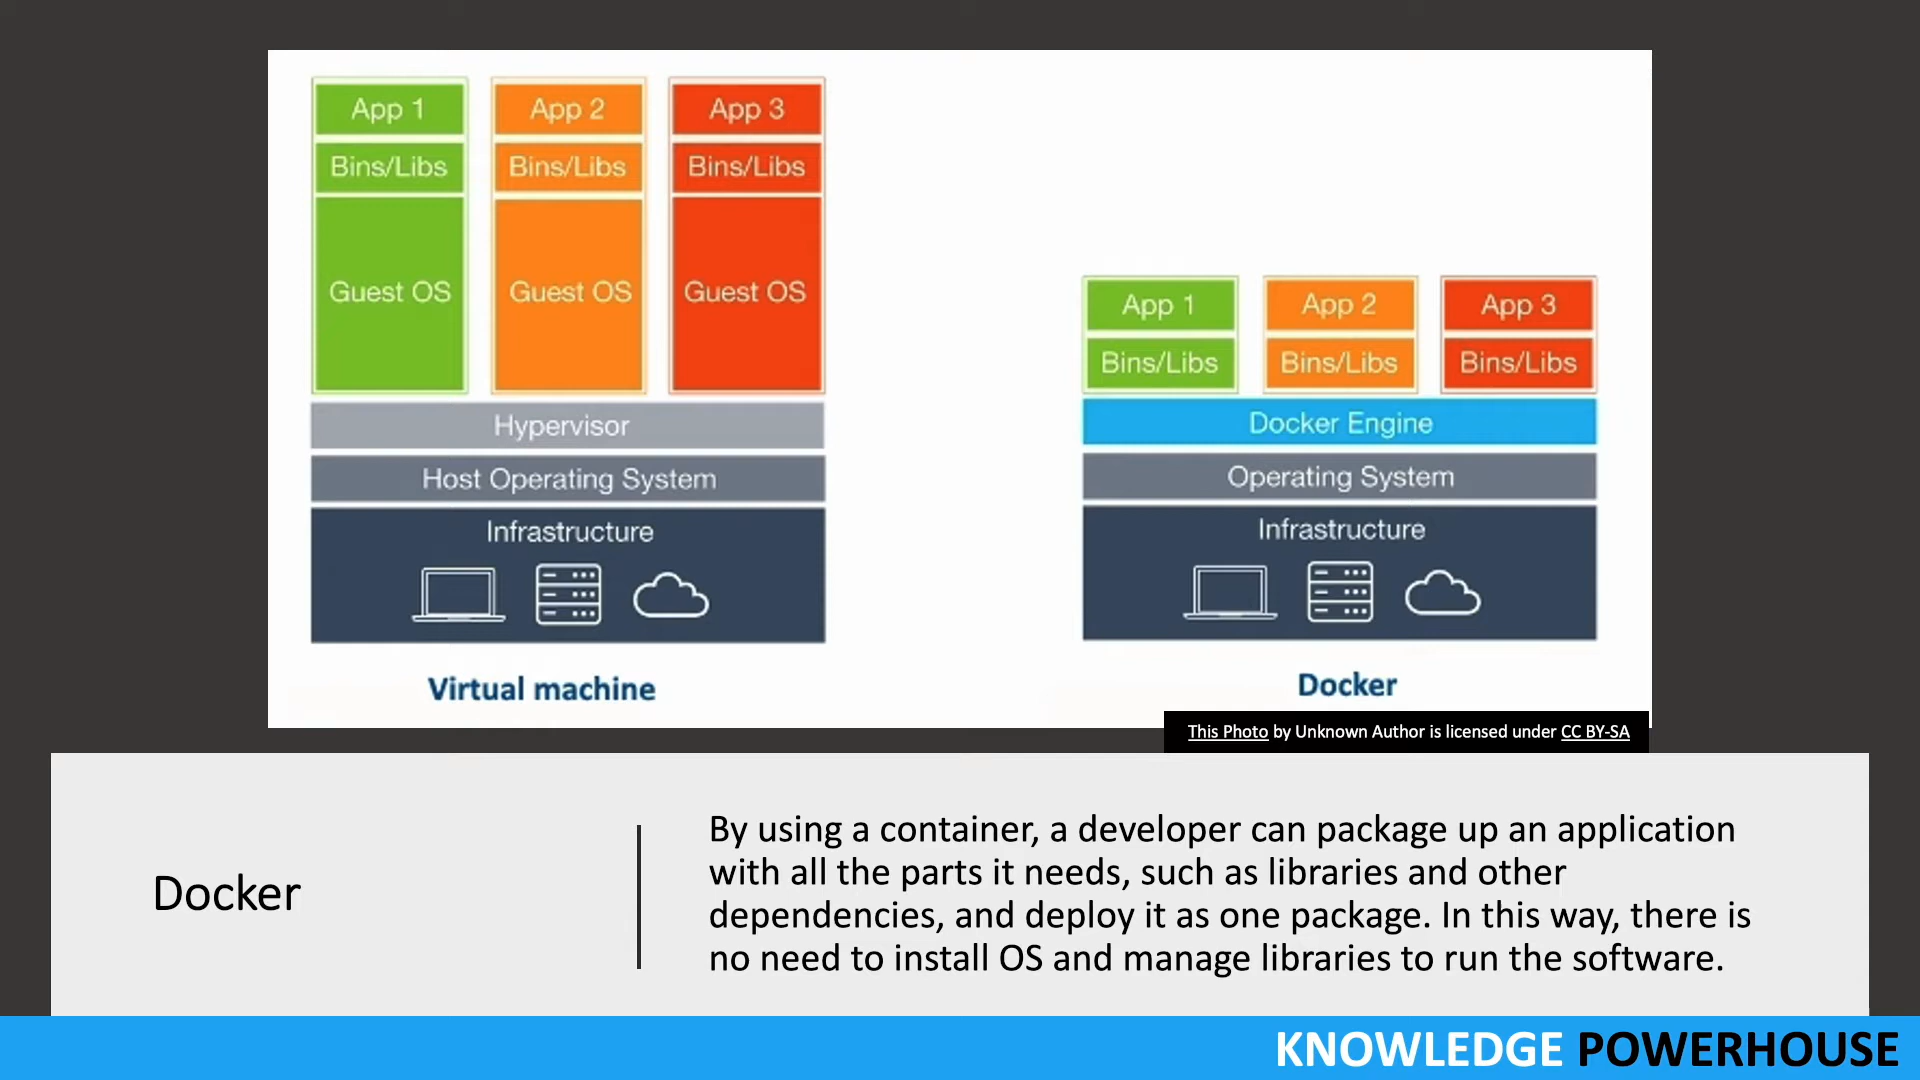 App 1
App 2
App 3
Bins/Libs
Bins/Libs
Bins/Libs
Guest OS
Guest OS
Guest OS
Hypervisor
Host Operating System
Infrastructure
Virtual machine
App 1
App 2
App 3
Bins/Libs
Bins/Libs
Bins/Libs
Docker Engine
Operating System
Infrastructure
Docker
This Photo by Unknown Author is licensed under CC BY-SA
Docker
By using a container, a developer can package up an application
with all the parts it needs, such as libraries and other
dependencies, and deploy it as one package. In this way, there is
no need to install OS and manage libraries to run the software.
KNOWLEDGE POWERHOUSE